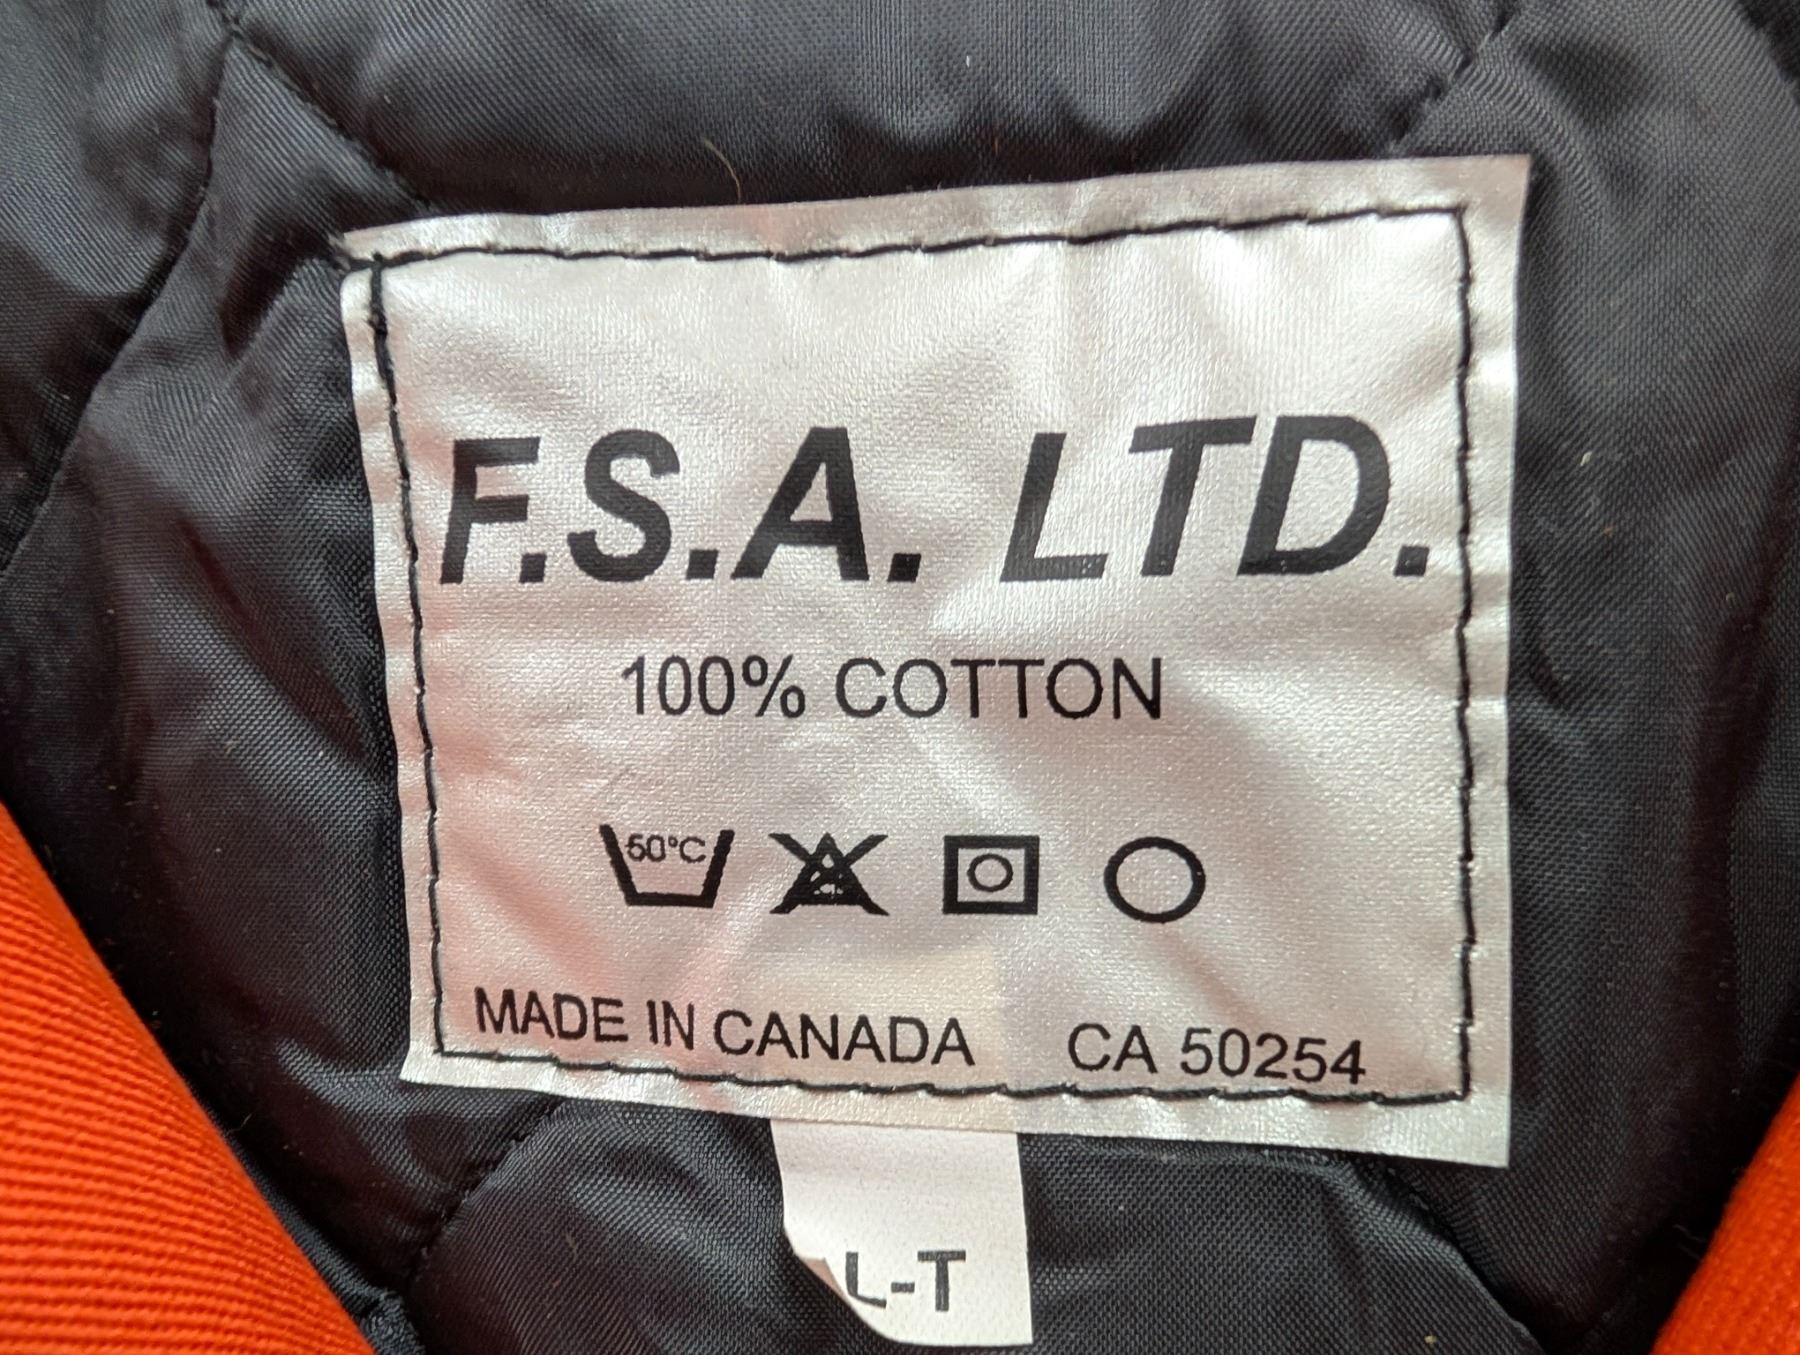 F.S.A. LTD.
100% COTTON
50°C
MADE IN CANADA CA 50254
L-T